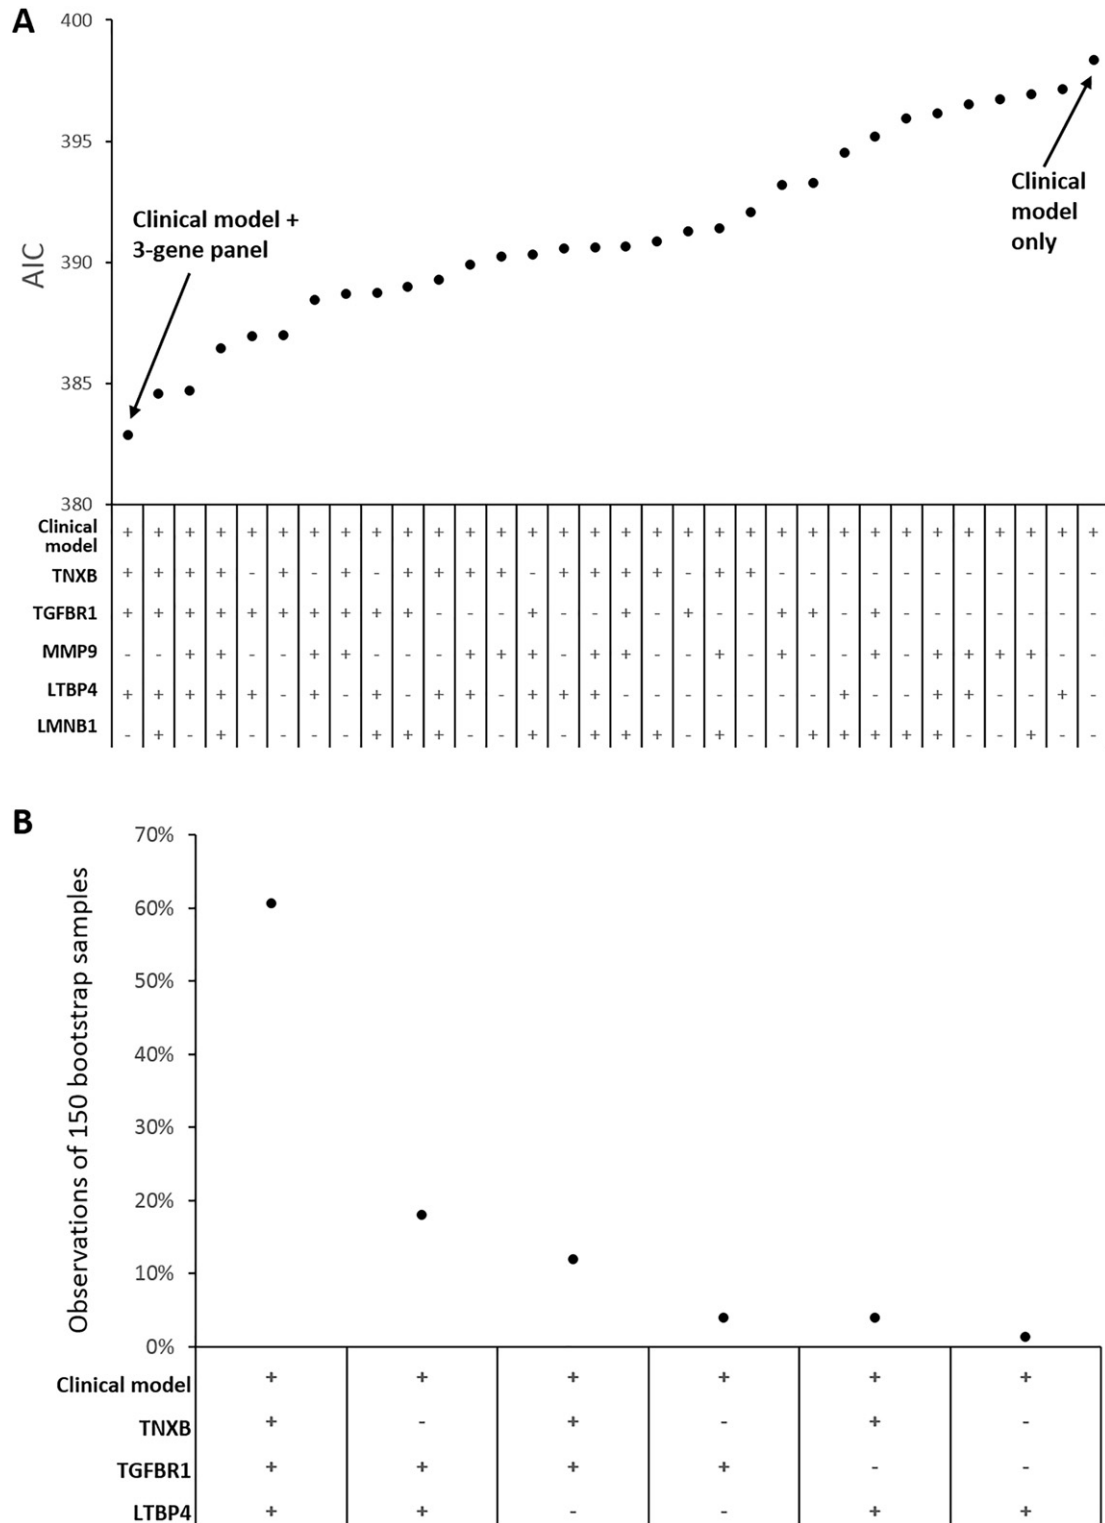 A
400
395
390
385
380
AIC
Clinical model +
3-gene panel
Clinical
model
only
Clinical
model + + + + + + + + + + + + + + + + + + + + + + + + + + + + + + + +
TNXB + + + + - + - + - + + + + - + + + + - + + - - - - - - - - - - -
TGFBR1 + + + + + + + + + + - - - + - - + - + - - + + - + - - - - - - -
MMP9 - - + + - - + + - - - + + + - + + - - + - + - - + - + + + + - -
LTBP4 + + + + + - + - + - + + - + + + - - - - - - - + - - + + - - + -
LMNB1 - + - + - - - - + + + - - + - + + + - + - - + + + + + - - + - -
B
70%
60%
50%
40%
30%
20%
10%
0%
Observations of 150 bootstrap samples
Clinical model + + + + + +
TNXB + - + - + -
TGFBR1 + + + + - -
LTBP4 + + - - + +